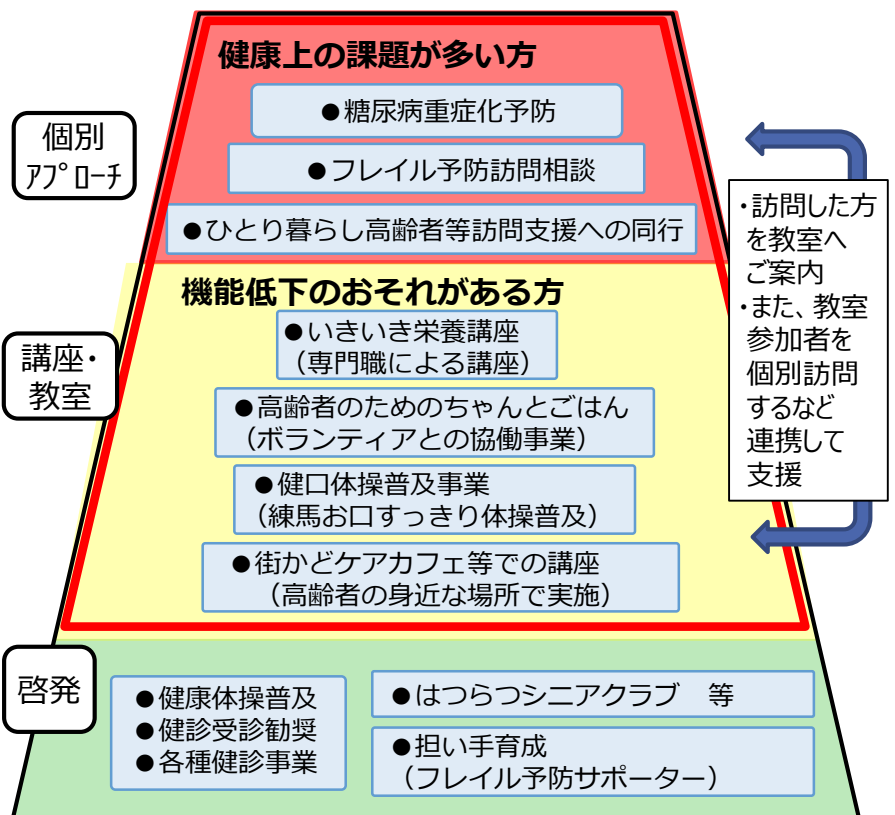 健康上の課題が多い方
個別
アプローチ
●糖尿病重症化予防
●フレイル予防訪問相談
●ひとり暮らし高齢者等訪問支援への同行
・訪問した方
を教室へ
ご案内
・また、教室
参加者を
個別訪問
するなど
連携して
支援
機能低下のおそれがある方
講座・
教室
●いきいき栄養講座
（専門職による講座）
●高齢者のためのちゃんとごはん
（ボランティアとの協働事業）
●健口体操普及事業
（練馬お口すっきり体操普及）
●街かどケアカフェ等での講座
（高齢者の身近な場所で実施）
啓発
●健康体操普及
●健診受診勧奨
●各種健診事業
●はつらつシニアクラブ　等
●担い手育成
（フレイル予防サポーター）